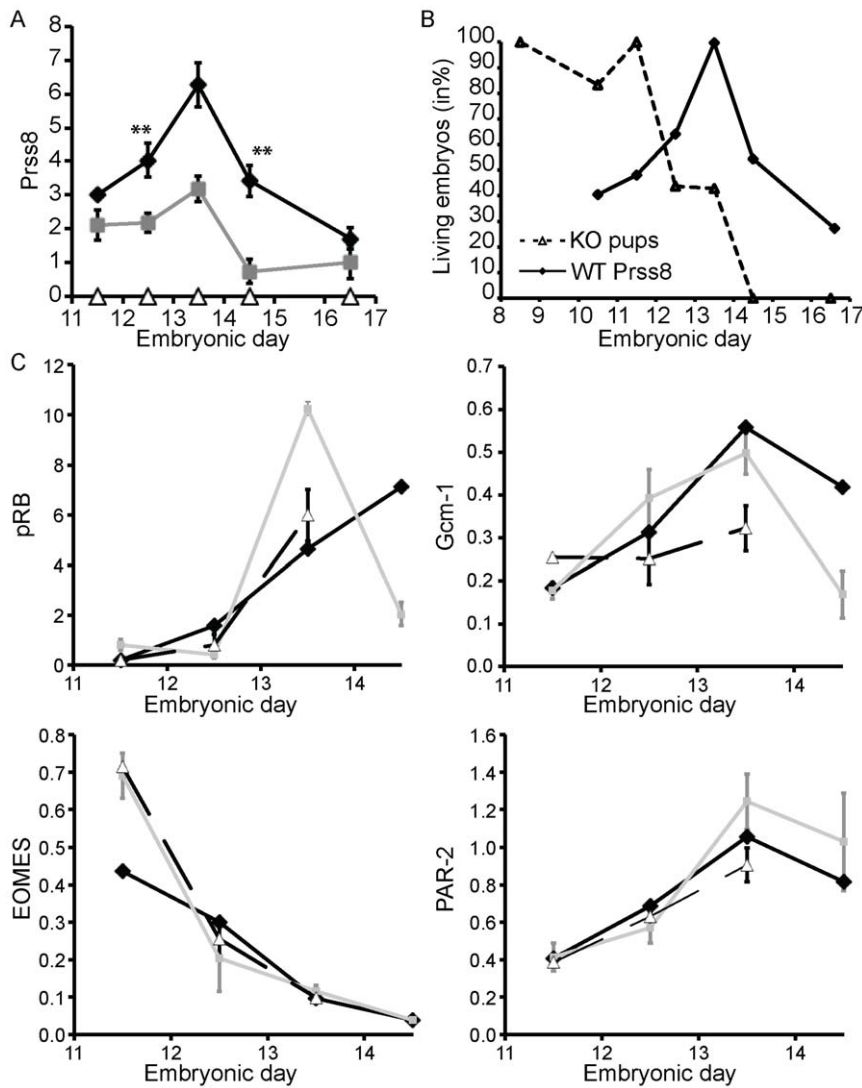 A
8
7
6
5
4
3
2
1
0
Prss8
**
**
11 12 13 14 15 16 17
Embryonic day
B
100
90
80
70
60
50
40
30
20
10
0
Living embryos (in%)
KO pups
WT Prss8
8 9 10 11 12 13 14 15 16 17
Embryonic day
C
12
10
8
6
4
2
0
pRB
11 12 13 14
Embryonic day
0.7
0.6
0.5
0.4
0.3
0.2
0.1
0.0
Gcm-1
11 12 13 14
Embryonic day
0.8
0.7
0.6
0.5
0.4
0.3
0.2
0.1
0.0
EOMES
11 12 13 14
Embryonic day
1.6
1.4
1.2
1.0
0.8
0.6
0.4
0.2
0.0
PAR-2
11 12 13 14
Embryonic day